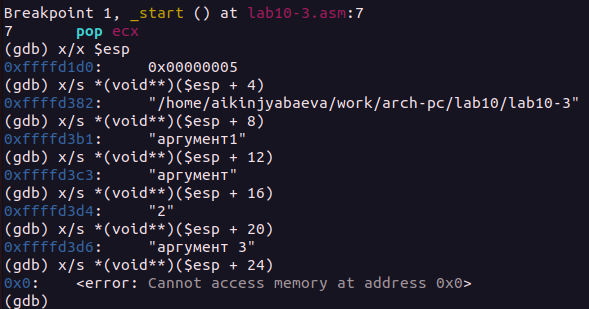 Breakpoint 1, _start () at lab10-3.asm:7
7 pop ecx
(gdb) x/x $esp
0xffffd1d0: 0x00000005
(gdb) x/s *(void**)($esp + 4)
0xffffd382: "/home/aikinjyabaeva/work/arch-pc/lab10/lab10-3"
(gdb) x/s *(void**)($esp + 8)
0xffffd3b1: "аргумент1"
(gdb) x/s *(void**)($esp + 12)
0xffffd3c3: "аргумент"
(gdb) x/s *(void**)($esp + 16)
0xffffd3d4: "2"
(gdb) x/s *(void**)($esp + 20)
0xffffd3d6: "аргумент 3"
(gdb) x/s *(void**)($esp + 24)
0x0: <error: Cannot access memory at address 0x0>
(gdb)